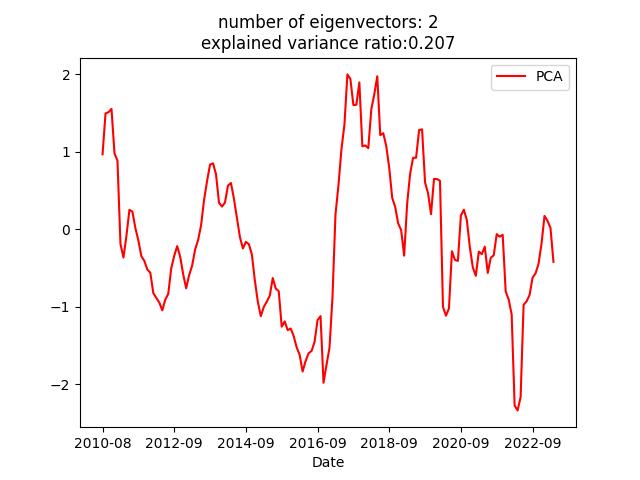 number of eigenvectors: 2
explained variance ratio:0.207
PCA
2
1
0
−1
−2
2010-08 2012-09 2014-09 2016-09 2018-09 2020-09 2022-09
Date